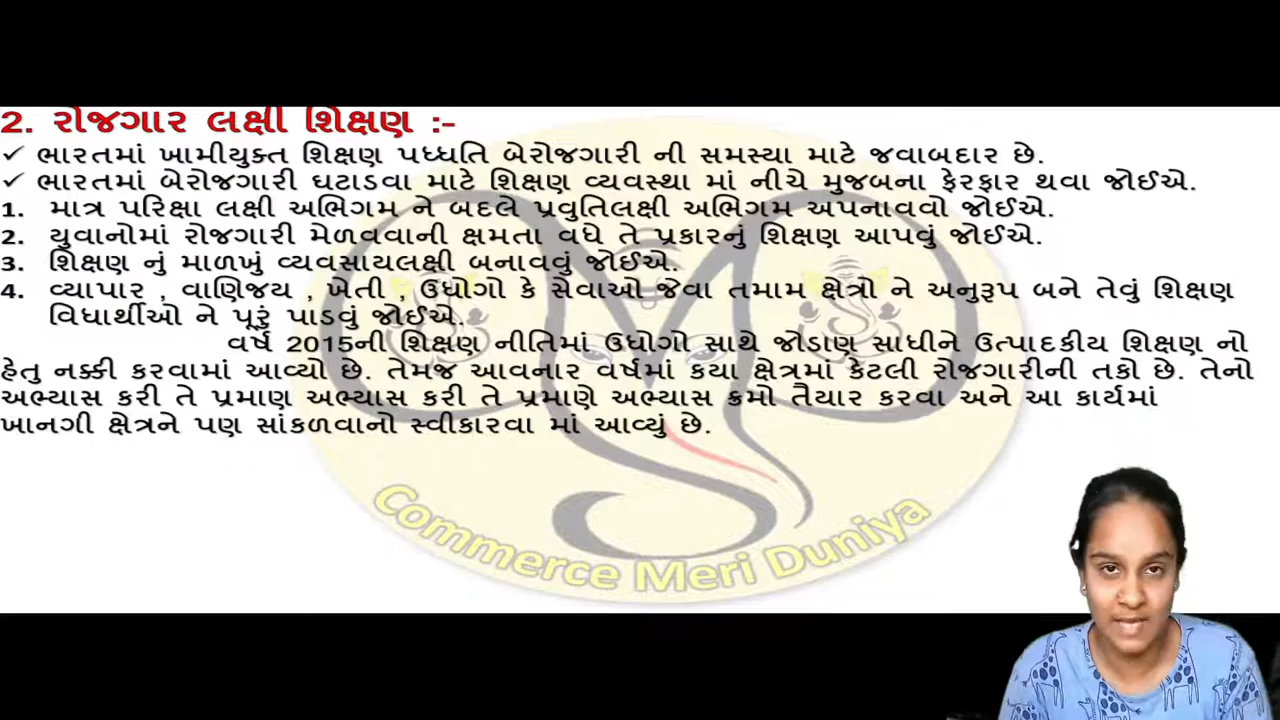 2. રોજગાર લક્ષી શિક્ષણ :-
✓ ભારતમાં ખામીયુક્ત શિક્ષણ પધ્ધતિ બેરોજગારી ની સમસ્યા માટે જવાબદાર છે.
✓ ભારતમાં બેરોજગારી ઘટાડવા માટે શિક્ષણ વ્યવસ્થા માં નીચે મુજબના ફેરફાર થવા જોઈએ.
1. માત્ર પરિક્ષા લક્ષી અભિગમ ને બદલે પ્રવુતિલક્ષી અભિગમ અપનાવવો જોઈએ.
2. યુવાનોમાં રોજગારી મેળવવાની ક્ષમતા વધે તે પ્રકારનું શિક્ષણ આપવું જોઈએ.
3. શિક્ષણ નું માળખું વ્યવસાયલક્ષી બનાવવું જોઈએ.
4. વ્યાપાર , વાણિજય , ખેતી , ઉધોગો કે સેવાઓ જેવા તમામ ક્ષેત્રો ને અનુરૂપ બને તેવું શિક્ષણ
વિધાર્થીઓ ને પૂરું પાડવું જોઈએ.
વર્ષ 2015ની શિક્ષણ નીતિમાં ઉધોગો સાથે જોડાણ સાધીને ઉત્પાદકીય શિક્ષણ નો
હેતુ નક્કી કરવામાં આવ્યો છે. તેમજ આવનાર વર્ષમાં કયા ક્ષેત્રમાં કેટલી રોજગારીની તકો છે. તેનો
અભ્યાસ કરી તે પ્રમાણ અભ્યાસ કરી તે પ્રમાણે અભ્યાસ ક્રમો તૈયાર કરવા અને આ કાર્યમાં
ખાનગી ક્ષેત્રને પણ સાંકળવાનો સ્વીકારવા માં આવ્યું છે.
Commerce Meri Duniya